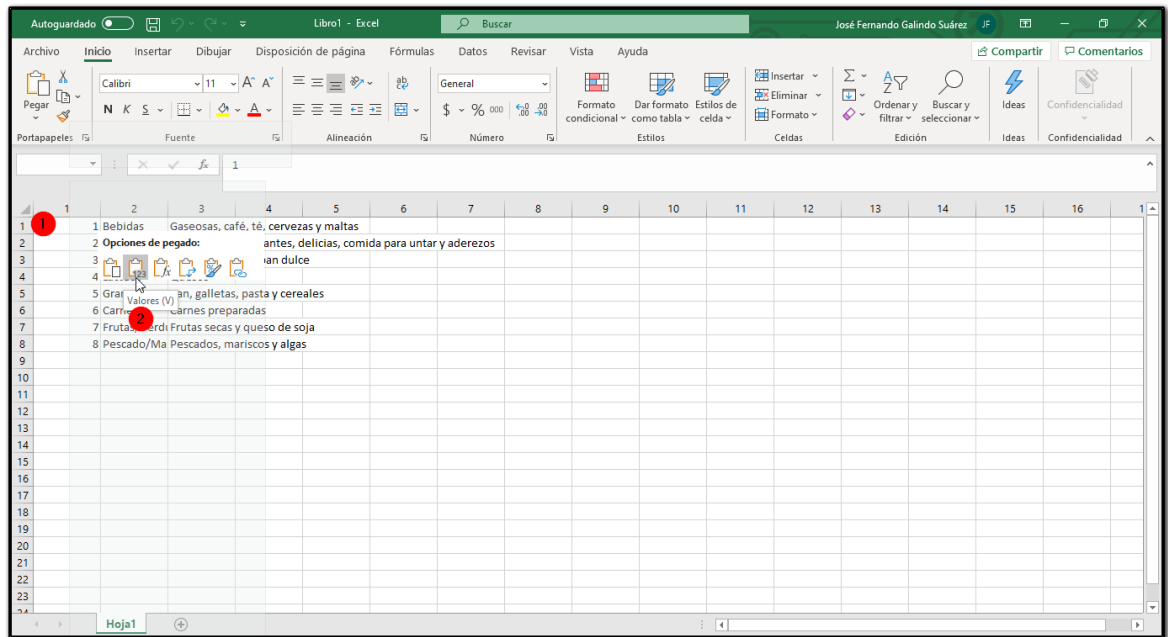 Autoguardado Libro1 - Excel Buscar José Fernando Galindo Suárez JF
Archivo Inicio Insertar Dibujar Disposición de página Fórmulas Datos Revisar Vista Ayuda Compartir Comentarios
Pegar Calibri 11 General Insertar
N K S $ % 000 Eliminar
Formato condicional Dar formato como tabla Estilos de celda Formato Ordenar y filtrar Buscar y seleccionar Ideas Confidencialidad
Portapapeles Fuente Alineación Número Estilos Celdas Edición Ideas Confidencialidad
fx 1
1 2 3 4 5 6 7 8 9 10 11 12 13 14 15 16 1
1 1 1 Bebidas Gaseosas, café, té, cervezas y maltas
2 2 Opciones de pegado: antes, delicias, comida para untar y aderezos
3 3 pan dulce
4 4
5 5 Gran an, galletas, pasta y cereales
Valores (V)
6 6 Carne Carnes preparadas
2
7 7 Frutas, erdu Frutas secas y queso de soja
8 8 Pescado/Ma Pescados, mariscos y algas
9
10
11
12
13
14
15
16
17
18
19
20
21
22
23
24
Hoja1